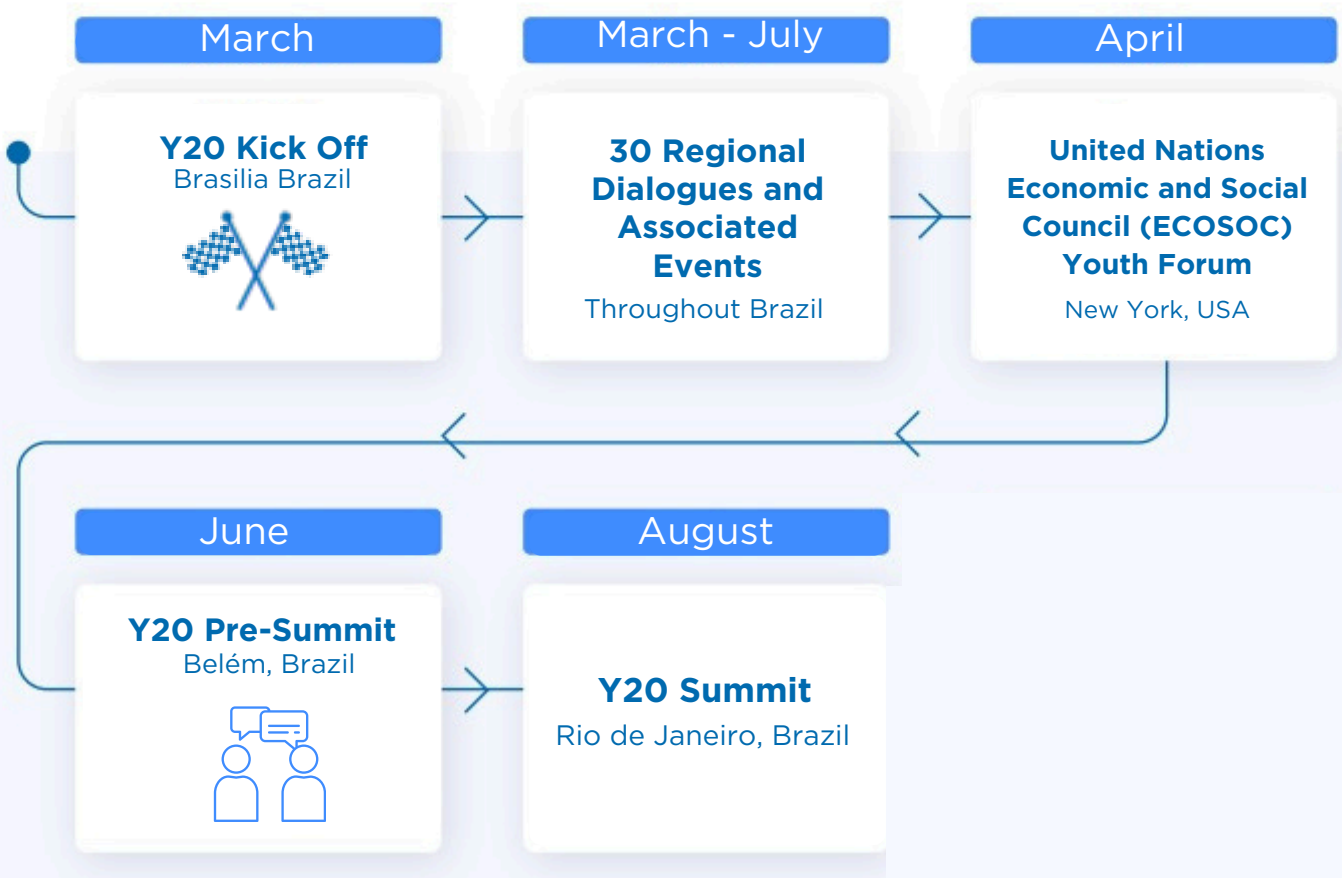 March
Y20 Kick Off
Brasilia Brazil
March - July
30 Regional
Dialogues and
Associated
Events
Throughout Brazil
April
United Nations
Economic and Social
Council (ECOSOC)
Youth Forum
New York, USA
June
Y20 Pre-Summit
Belém, Brazil
August
Y20 Summit
Rio de Janeiro, Brazil